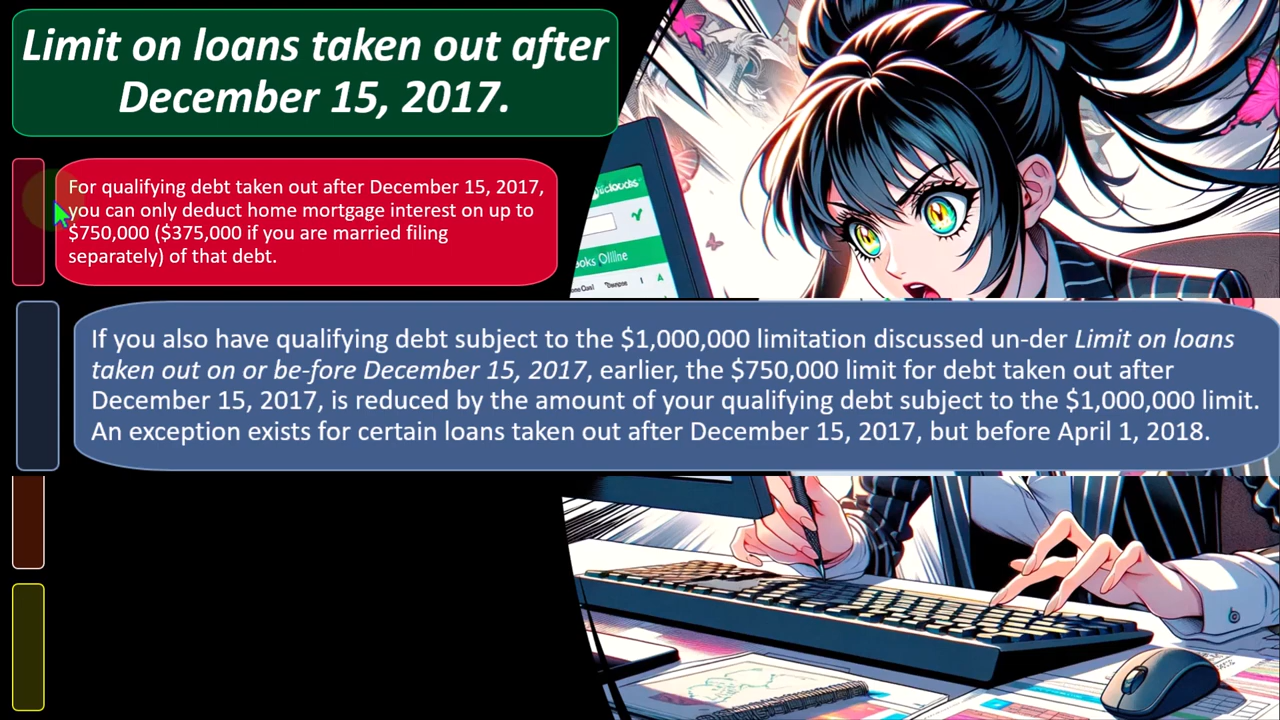 Limit on loans taken out after
December 15, 2017.
For qualifying debt taken out after December 15, 2017,
you can only deduct home mortgage interest on up to
$750,000 ($375,000 if you are married filing
separately) of that debt.
If you also have qualifying debt subject to the $1,000,000 limitation discussed un-der Limit on loans
taken out on or be-fore December 15, 2017, earlier, the $750,000 limit for debt taken out after
December 15, 2017, is reduced by the amount of your qualifying debt subject to the $1,000,000 limit.
An exception exists for certain loans taken out after December 15, 2017, but before April 1, 2018.